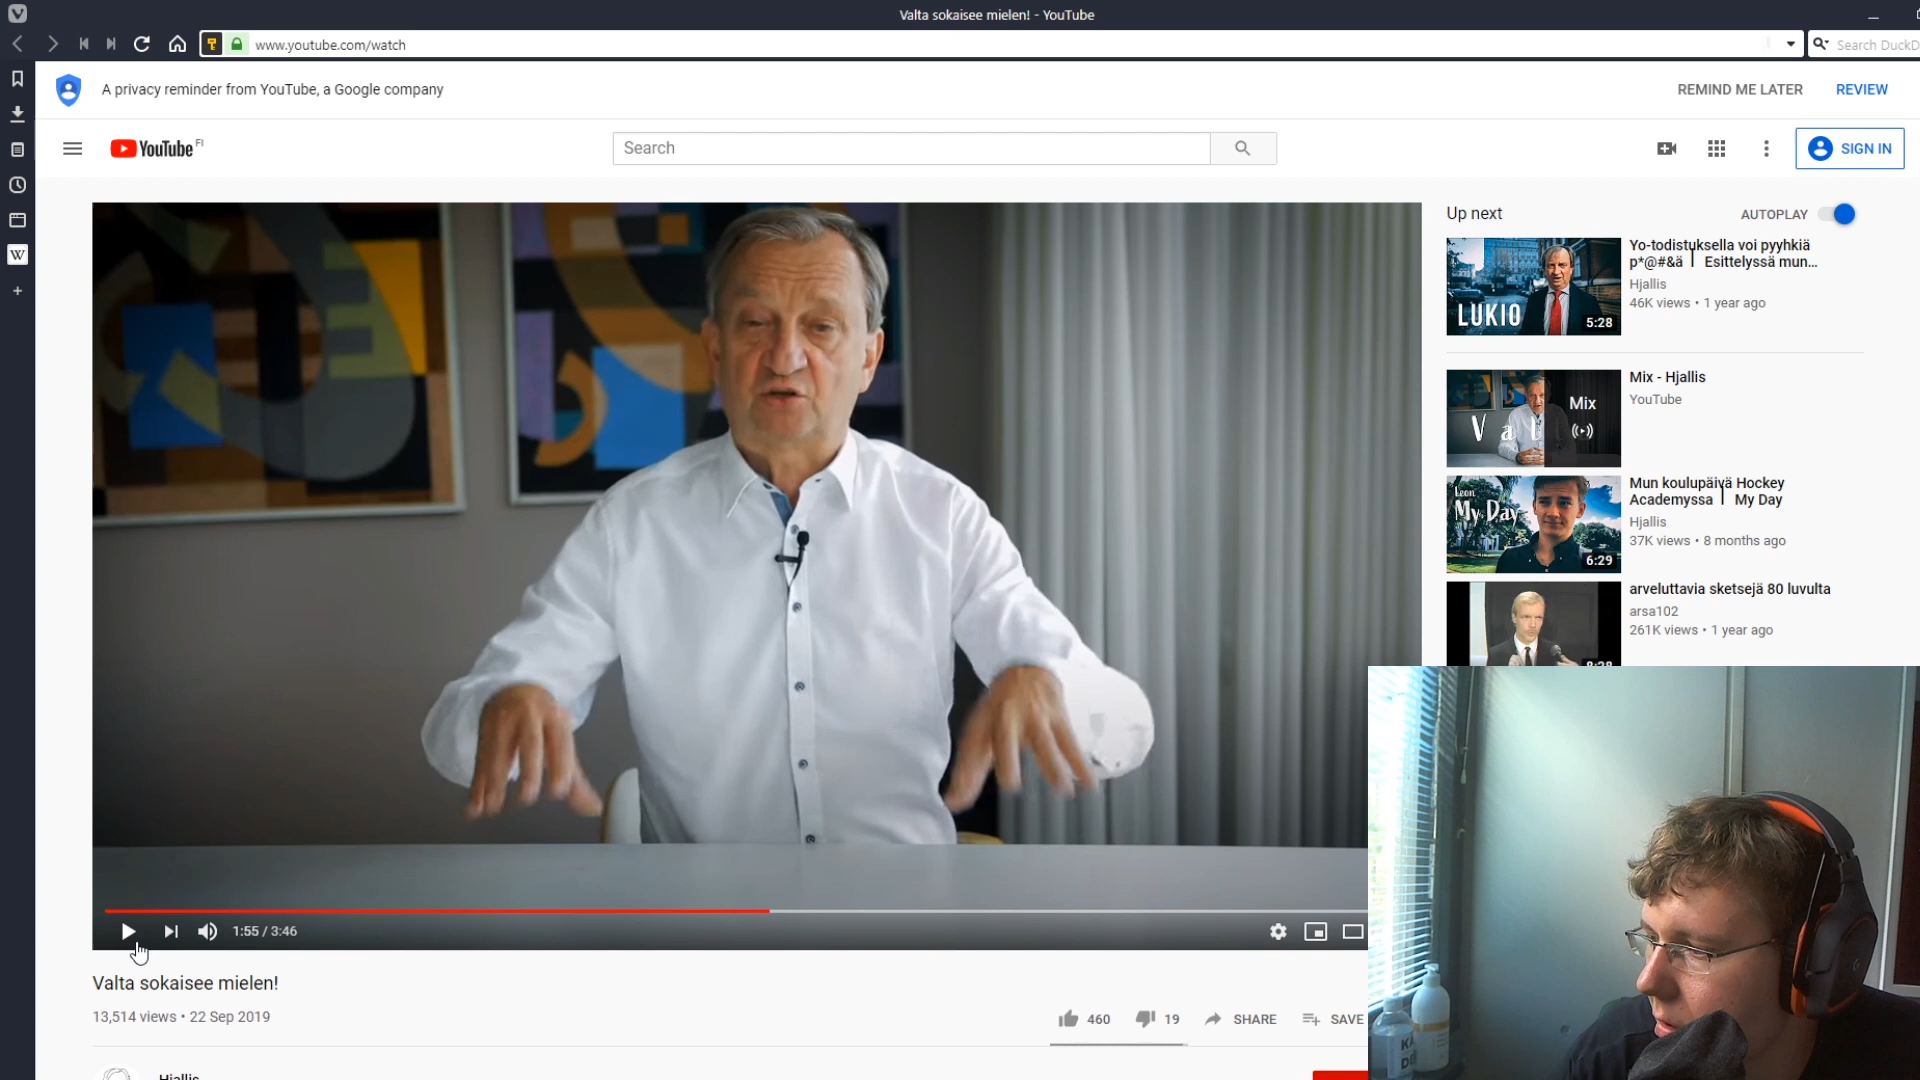 Valta sokaisee mielen! - YouTube
www.youtube.com/watch
Search DuckD
A privacy reminder from YouTube, a Google company
REMIND ME LATER
REVIEW
YouTube FI
Search
SIGN IN
Up next
AUTOPLAY
LUKIO
5:28
Yo-todistuksella voi pyyhkiä
p*@#&ä | Esittelyssä mun...
Hjallis
46K views • 1 year ago
Mix
Mix - Hjallis
YouTube
Leon
My Day
6:29
Mun koulupäivä Hockey
Academyssa | My Day
Hjallis
37K views • 8 months ago
arveluttavia sketsejä 80 luvulta
arsa102
261K views • 1 year ago
1:55 / 3:46
Valta sokaisee mielen!
13,514 views • 22 Sep 2019
460
19
SHARE
SAVE
Hjallis